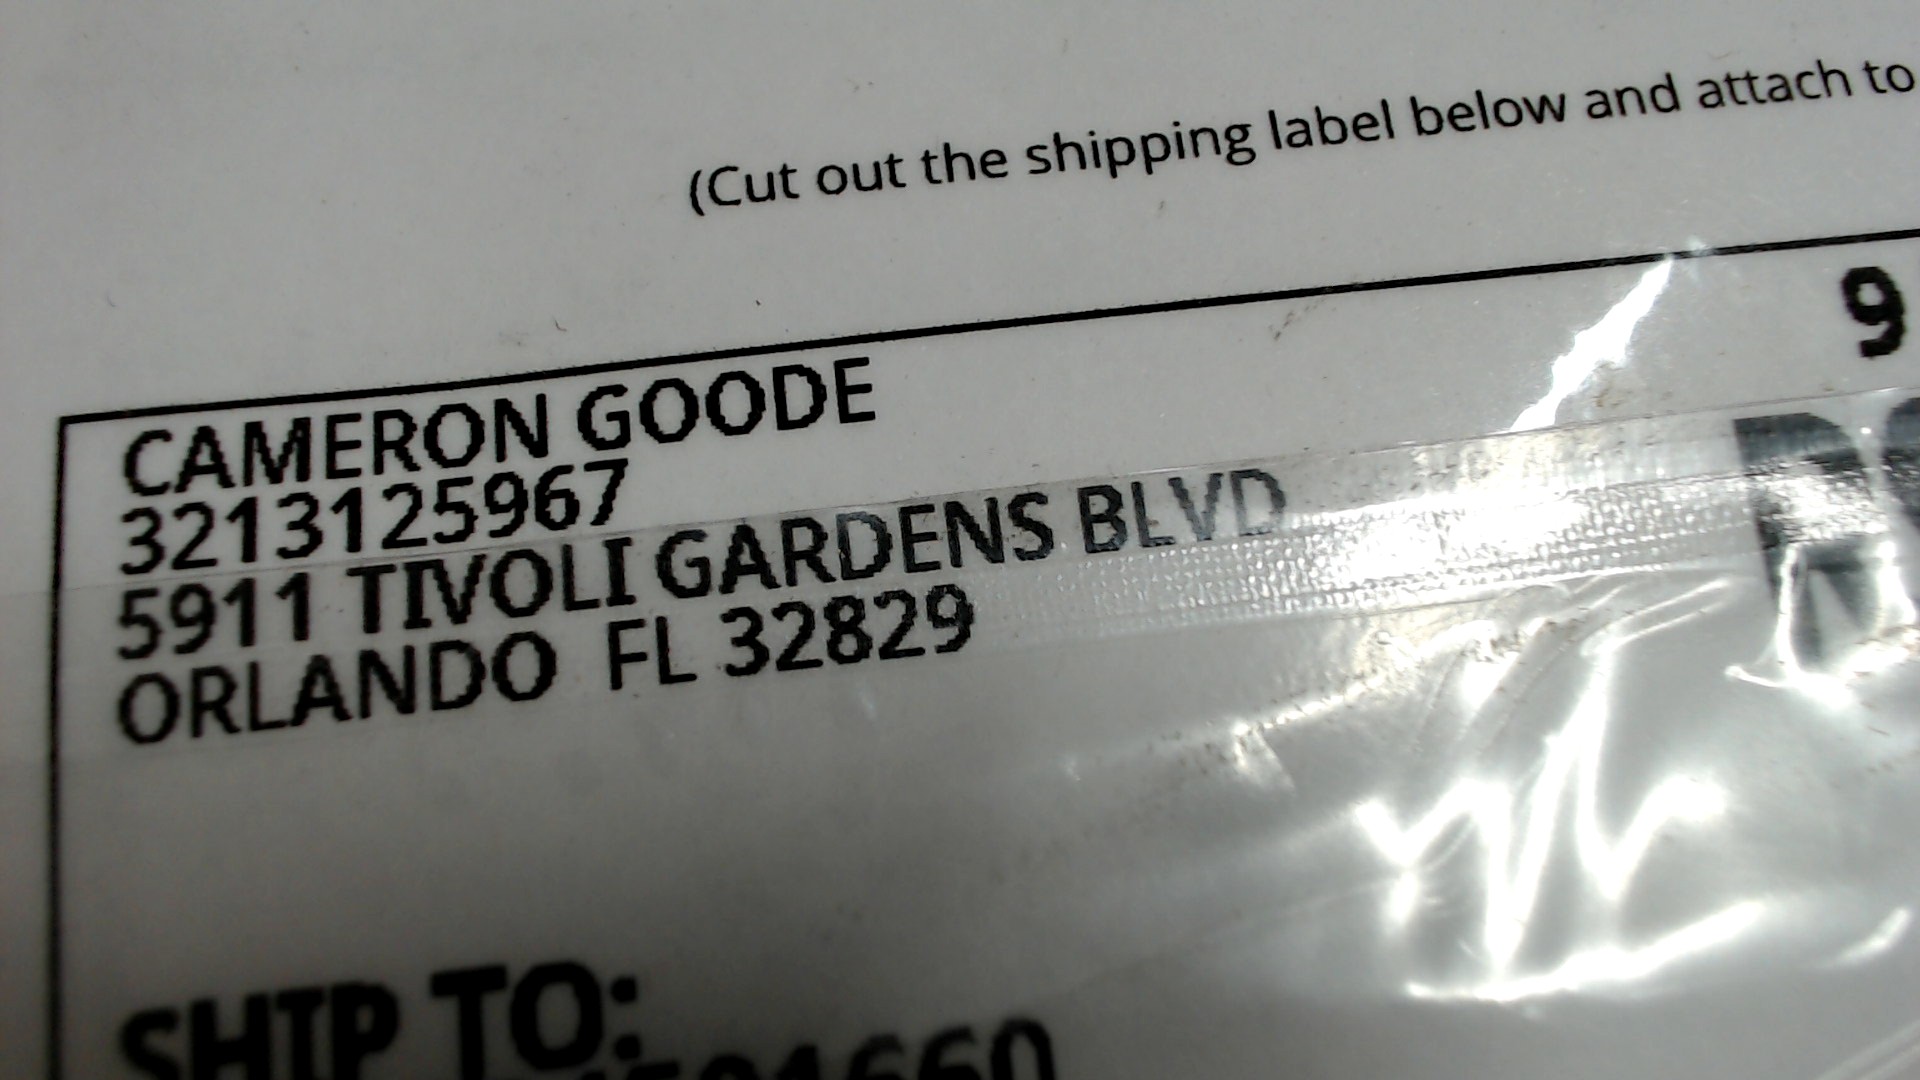 (Cut out the shipping label below and attach to
9
CAMERON GOODE
3213125967
5911 TIVOLI GARDENS BLVD
ORLANDO FL 32829
SHIP TO: